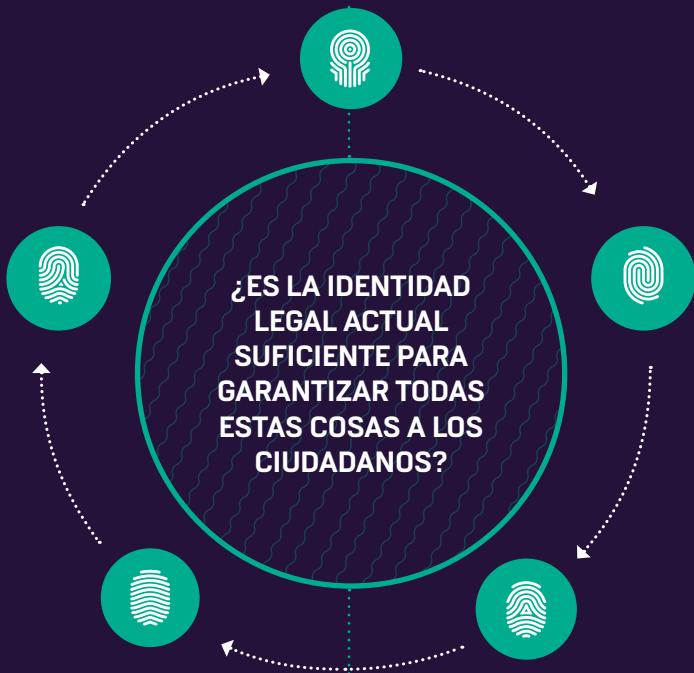 ¿ES LA IDENTIDAD
LEGAL ACTUAL
SUFICIENTE PARA
GARANTIZAR TODAS
ESTAS COSAS A LOS
CIUDADANOS?